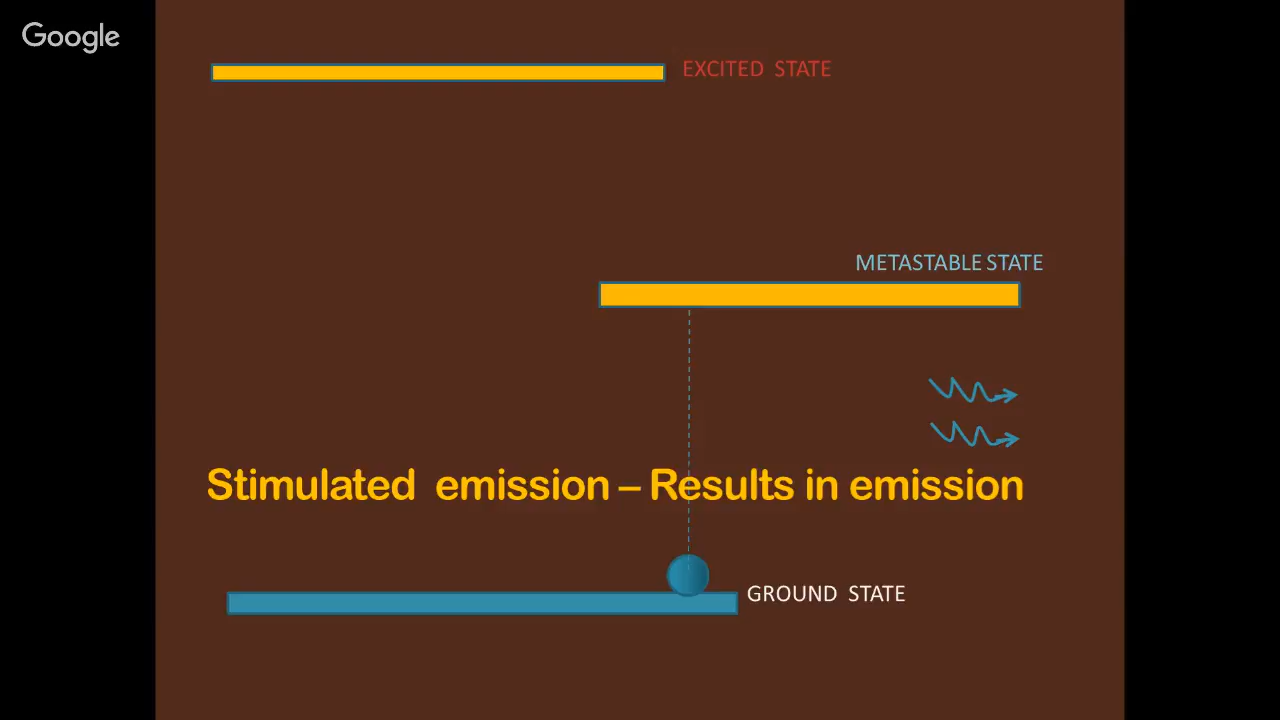 Google
EXCITED STATE
METASTABLE STATE
Stimulated emission – Results in emission
GROUND STATE